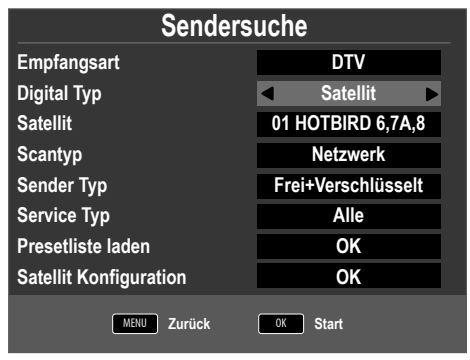 Sendersuche
Empfangsart DTV
Digital Typ Satellit
Satellit 01 HOTBIRD 6,7A,8
Scantyp Netzwerk
Sender Typ Frei+Verschlüsselt
Service Typ Alle
Presetliste laden OK
Satellit Konfiguration OK
MENU Zurück OK Start